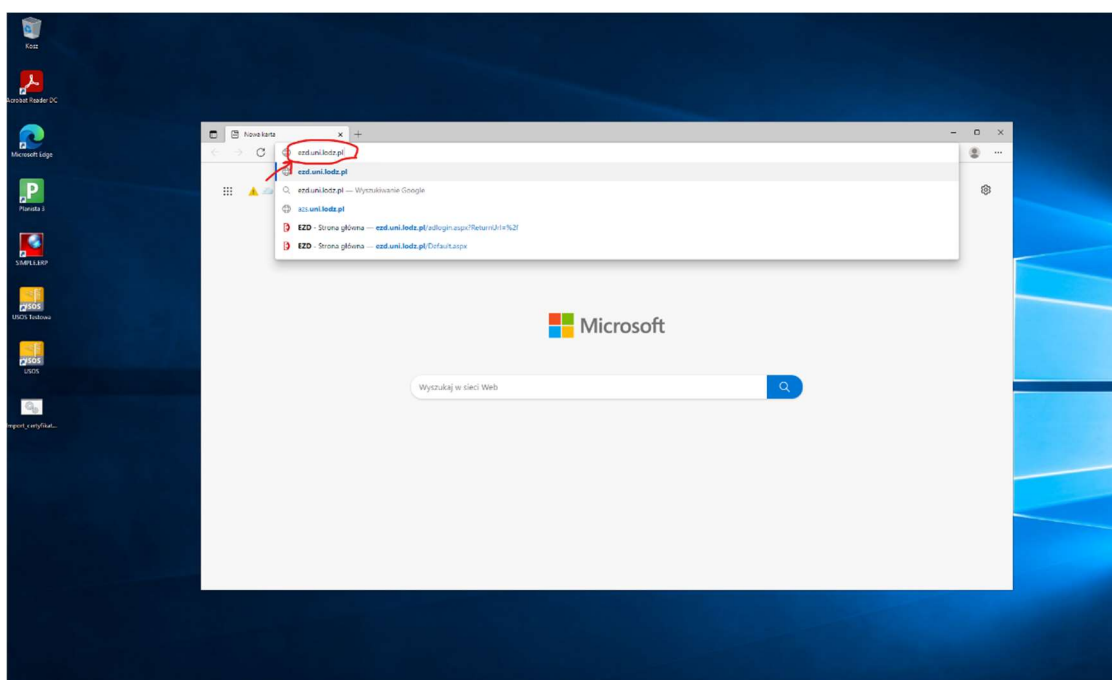 Kosz
Acrobat Reader DC
Microsoft Edge
Planeta 3
SIMPLE.ERP
USOS Testowa
USOS
Import_certyfikat...
Nowa karta
ezd.uni.lodz.pl
ezd.uni.lodz.pl
ezd.uni.lodz.pl — Wyszukiwanie Google
azs.uni.lodz.pl
EZD - Strona główna — ezd.uni.lodz.pl/adlogin.aspx?ReturnUrl=%2f
EZD - Strona główna — ezd.uni.lodz.pl/Default.aspx
Microsoft
Wyszukaj w sieci Web